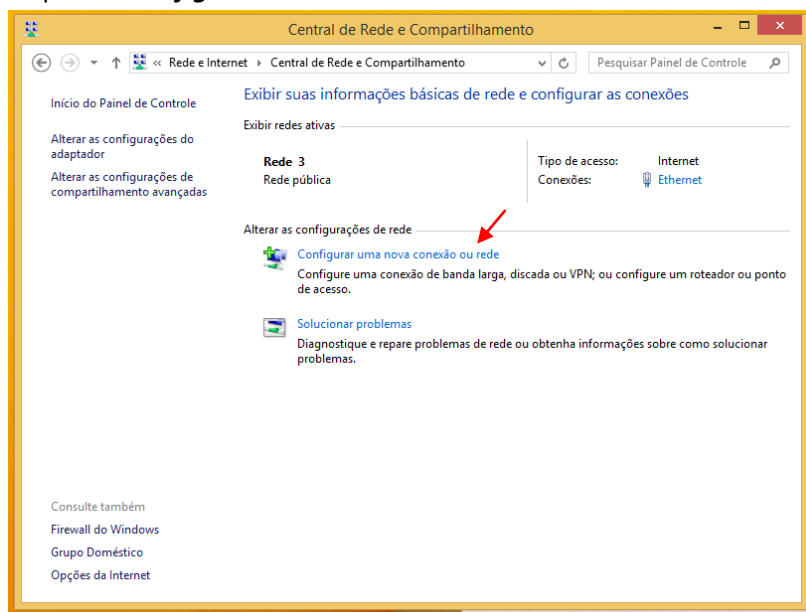 Central de Rede e Compartilhamento
« Rede e Internet ▸ Central de Rede e Compartilhamento
Pesquisar Painel de Controle
Início do Painel de Controle
Alterar as configurações do
adaptador
Alterar as configurações de
compartilhamento avançadas
Exibir suas informações básicas de rede e configurar as conexões
Exibir redes ativas
Rede 3
Rede pública
Tipo de acesso: Internet
Conexões: Ethernet
Alterar as configurações de rede
Configurar uma nova conexão ou rede
Configure uma conexão de banda larga, discada ou VPN; ou configure um roteador ou ponto
de acesso.
Solucionar problemas
Diagnostique e repare problemas de rede ou obtenha informações sobre como solucionar
problemas.
Consulte também
Firewall do Windows
Grupo Doméstico
Opções da Internet